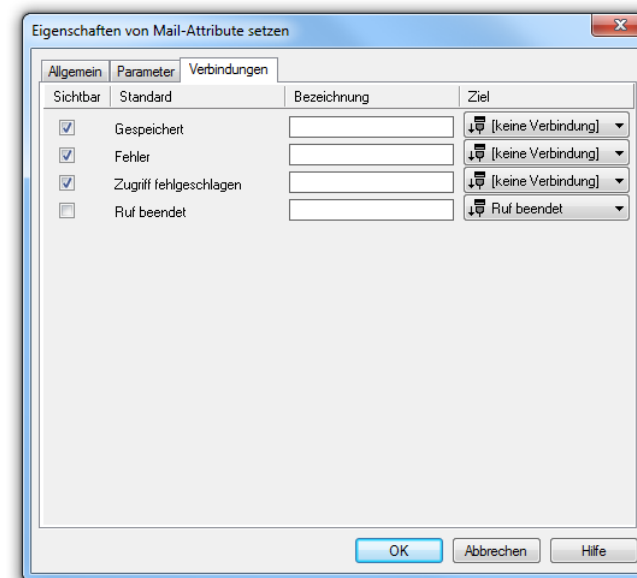 Eigenschaften von Mail-Attribute setzen
Allgemein Parameter Verbindungen
Sichtbar Standard Bezeichnung Ziel
Gespeichert [keine Verbindung]
Fehler [keine Verbindung]
Zugriff fehlgeschlagen [keine Verbindung]
Ruf beendet Ruf beendet
OK Abbrechen Hilfe